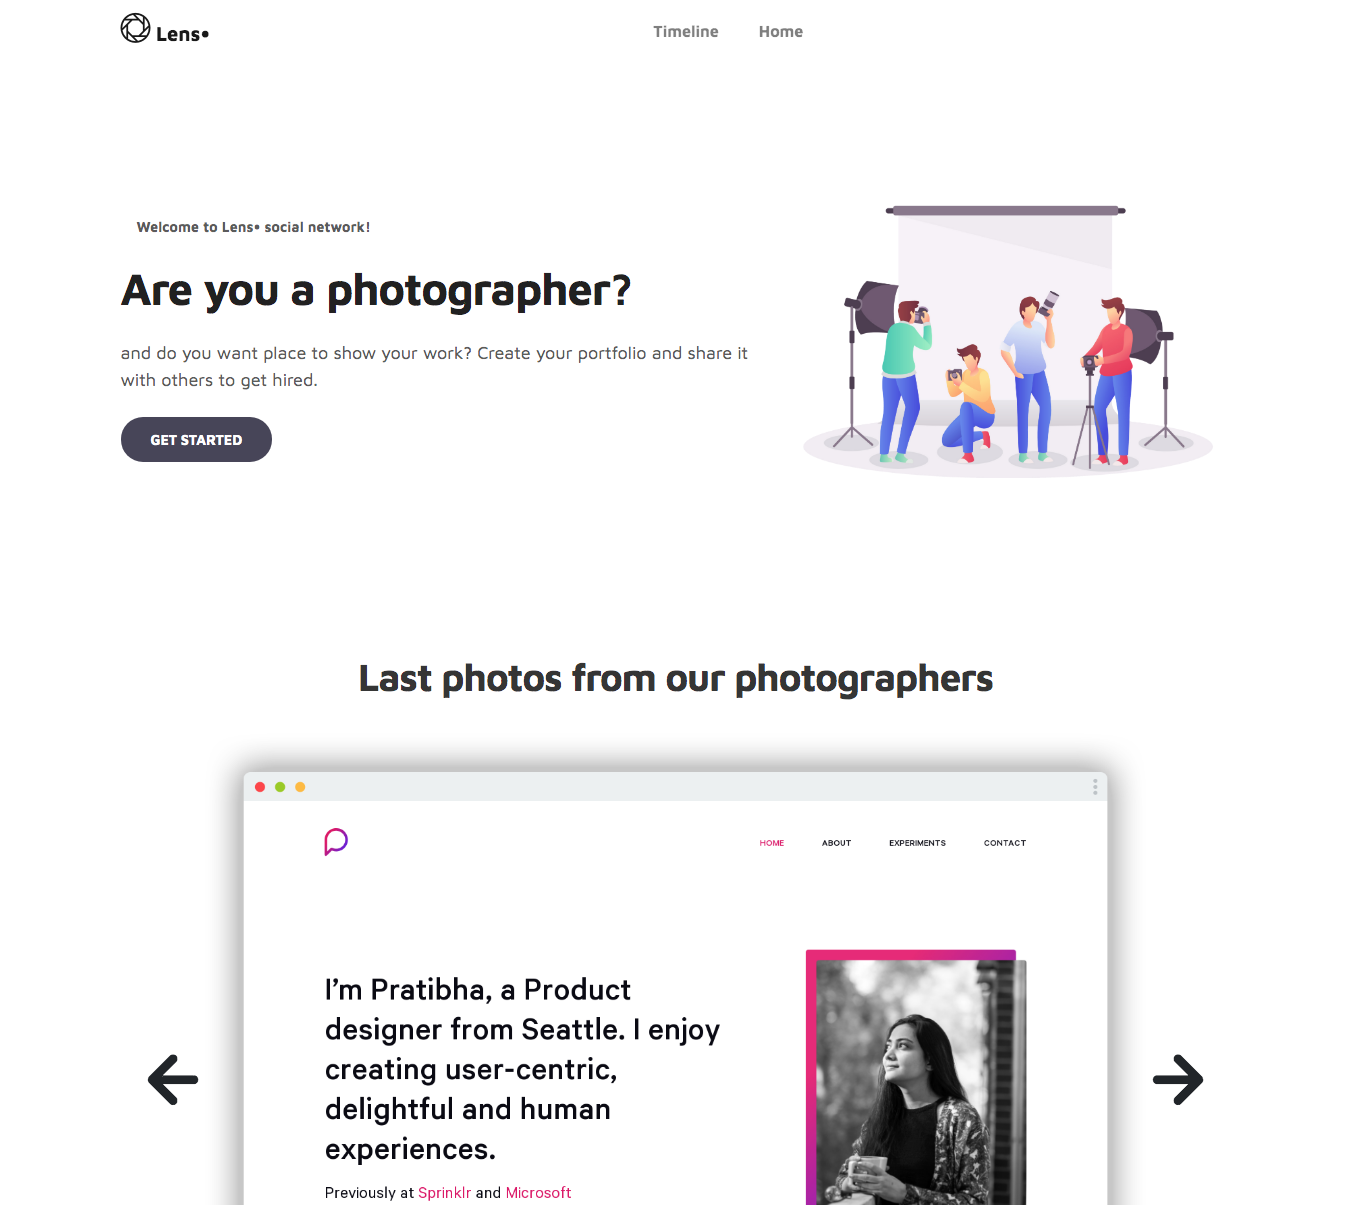 Lens•
Timeline
Home
Welcome to Lens• social network!
Are you a photographer?
and do you want place to show your work? Create your portfolio and share it
with others to get hired.
GET STARTED
Last photos from our photographers
HOME
ABOUT
EXPERIMENTS
CONTACT
I'm Pratibha, a Product
designer from Seattle. I enjoy
creating user-centric,
delightful and human
experiences.
Previously at Sprinklr and Microsoft